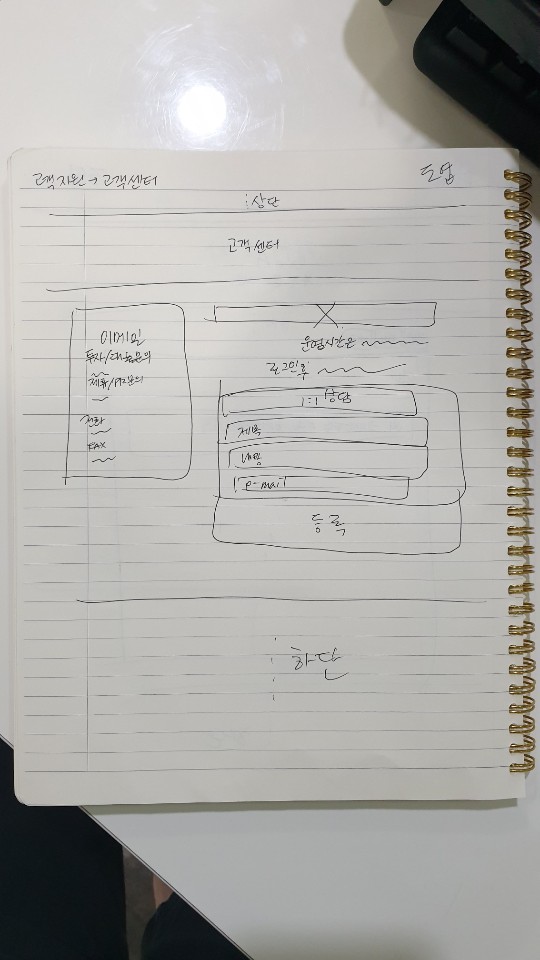 고객지원 → 고객센터
도엽
상단
고객센터
이메일
투자/대출문의
제휴/PR문의
전화
FAX
운영시간은
로그인후
1:1 상담
제목
내용
e-mail
등록
하단